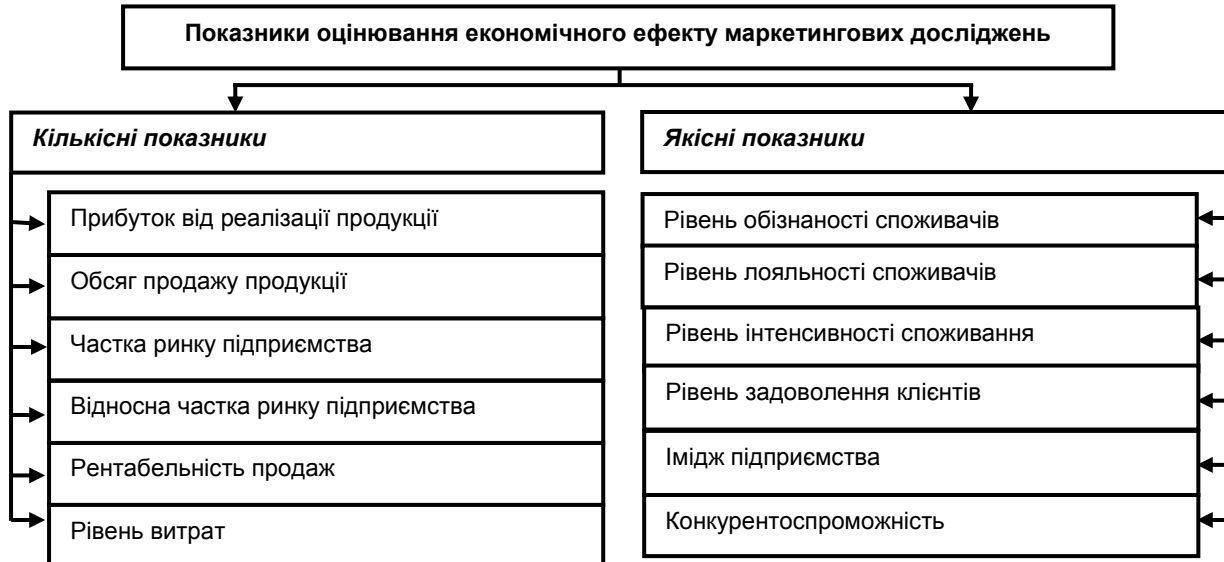 Показники оцінювання економічного ефекту маркетингових досліджень
Кількісні показники
Прибуток від реалізації продукції
Обсяг продажу продукції
Частка ринку підприємства
Відносна частка ринку підприємства
Рентабельність продаж
Рівень витрат
Якісні показники
Рівень обізнаності споживачів
Рівень лояльності споживачів
Рівень інтенсивності споживання
Рівень задоволення клієнтів
Імідж підприємства
Конкурентоспроможність